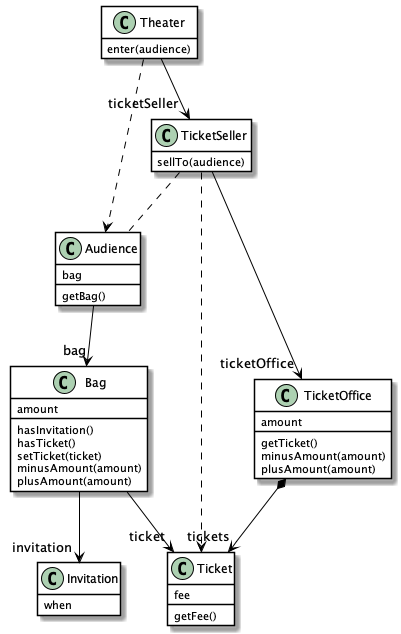 C Theater
enter(audience)
ticketSeller
C TicketSeller
sellTo(audience)
C Audience
bag
getBag()
bag
ticketOffice
C Bag
amount
hasInvitation()
hasTicket()
setTicket(ticket)
minusAmount(amount)
plusAmount(amount)
C TicketOffice
amount
getTicket()
minusAmount(amount)
plusAmount(amount)
invitation
ticket
tickets
C Invitation
when
C Ticket
fee
getFee()